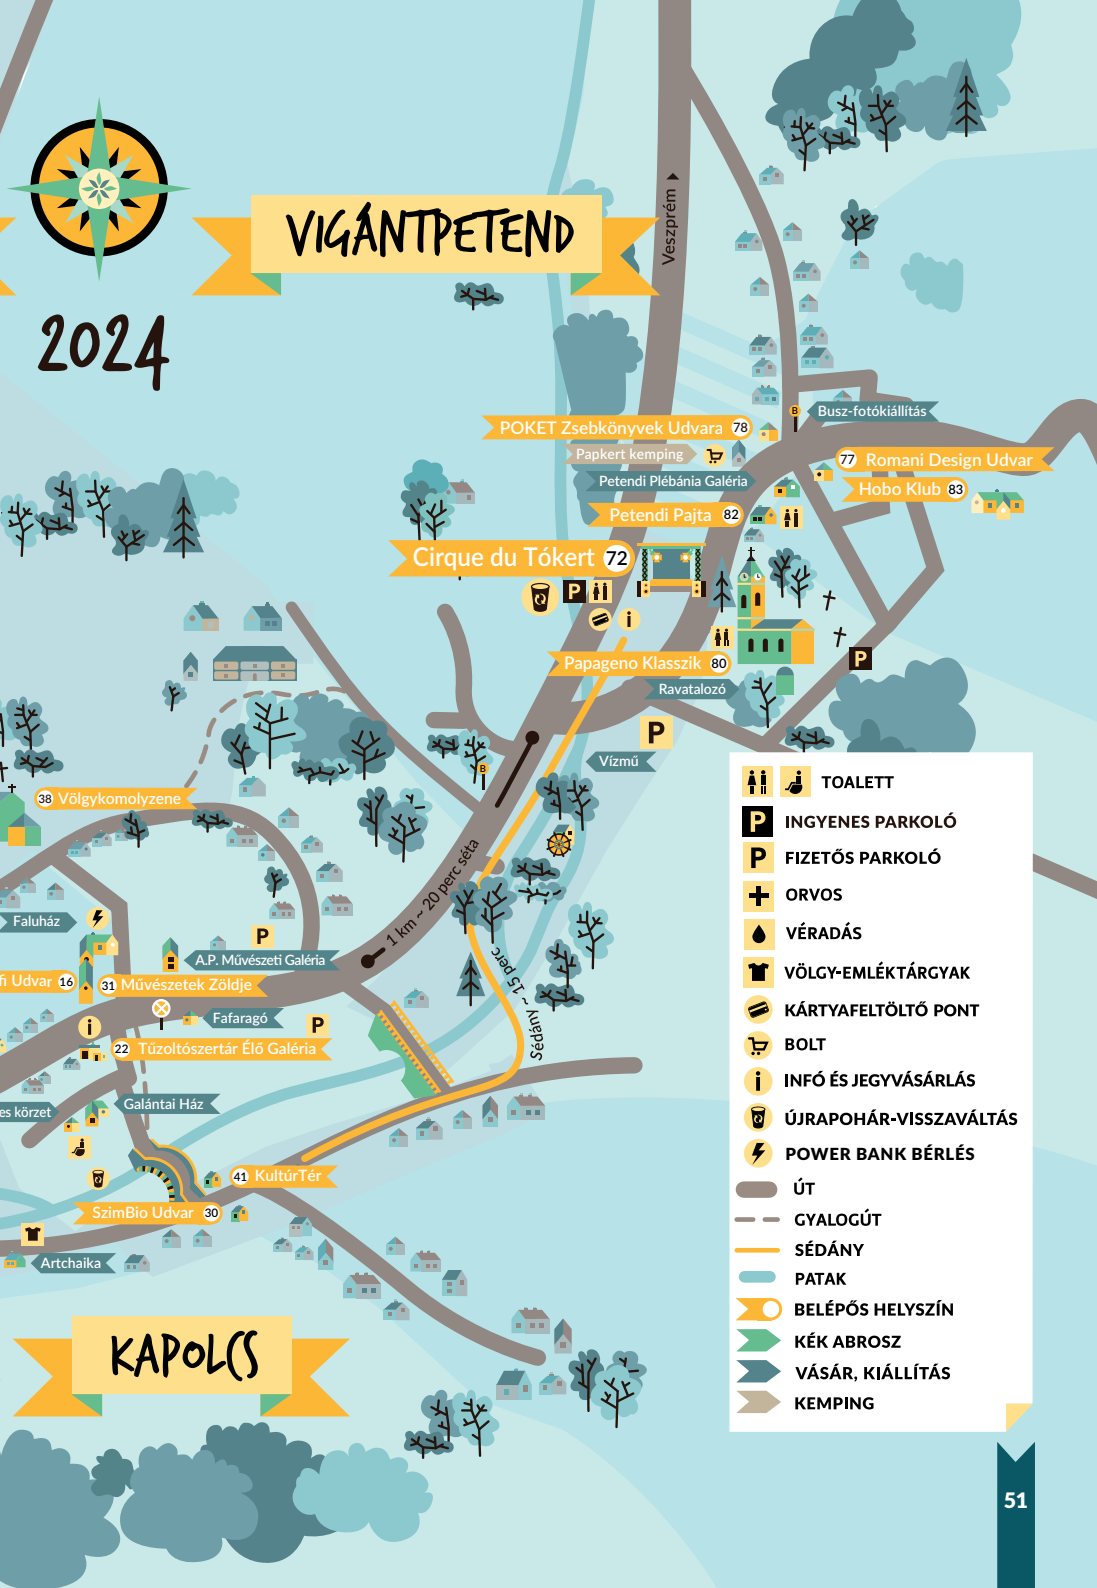 VIGÁNTPETEND
2024
Veszprém
POKET Zsebkönyvek Udvara 78
B
Busz-fotókiállítás
Papkert kemping
77 Romani Design Udvar
Petendi Plébánia Galéria
Hobo Klub 83
Petendi Pajta 82
Cirque du Tókert 72
P
i
Papageno Klasszik 80
P
Ravatalozó
P
Vízmű
B
38 Völgykomolyzene
1 km ~ 20 perc séta
Faluház
P
A.P. Művészeti Galéria
Sédány ~ 15 perc
fi Udvar 16
31 Művészetek Zöldje
Fafaragó
P
i
22 Tűzoltószertár Élő Galéria
es körzet
Galántai Ház
41 KultúrTér
SzimBio Udvar 30
Artchaika
KAPOLCS
TOALETT
P INGYENES PARKOLÓ
P FIZETŐS PARKOLÓ
ORVOS
VÉRADÁS
VÖLGY-EMLÉKTÁRGYAK
KÁRTYAFELTÖLTŐ PONT
BOLT
i INFÓ ÉS JEGYVÁSÁRLÁS
ÚJRAPOHÁR-VISSZAVÁLTÁS
POWER BANK BÉRLÉS
ÚT
GYALOGÚT
SÉDÁNY
PATAK
BELÉPŐS HELYSZÍN
KÉK ABROSZ
VÁSÁR, KIÁLLÍTÁS
KEMPING
51